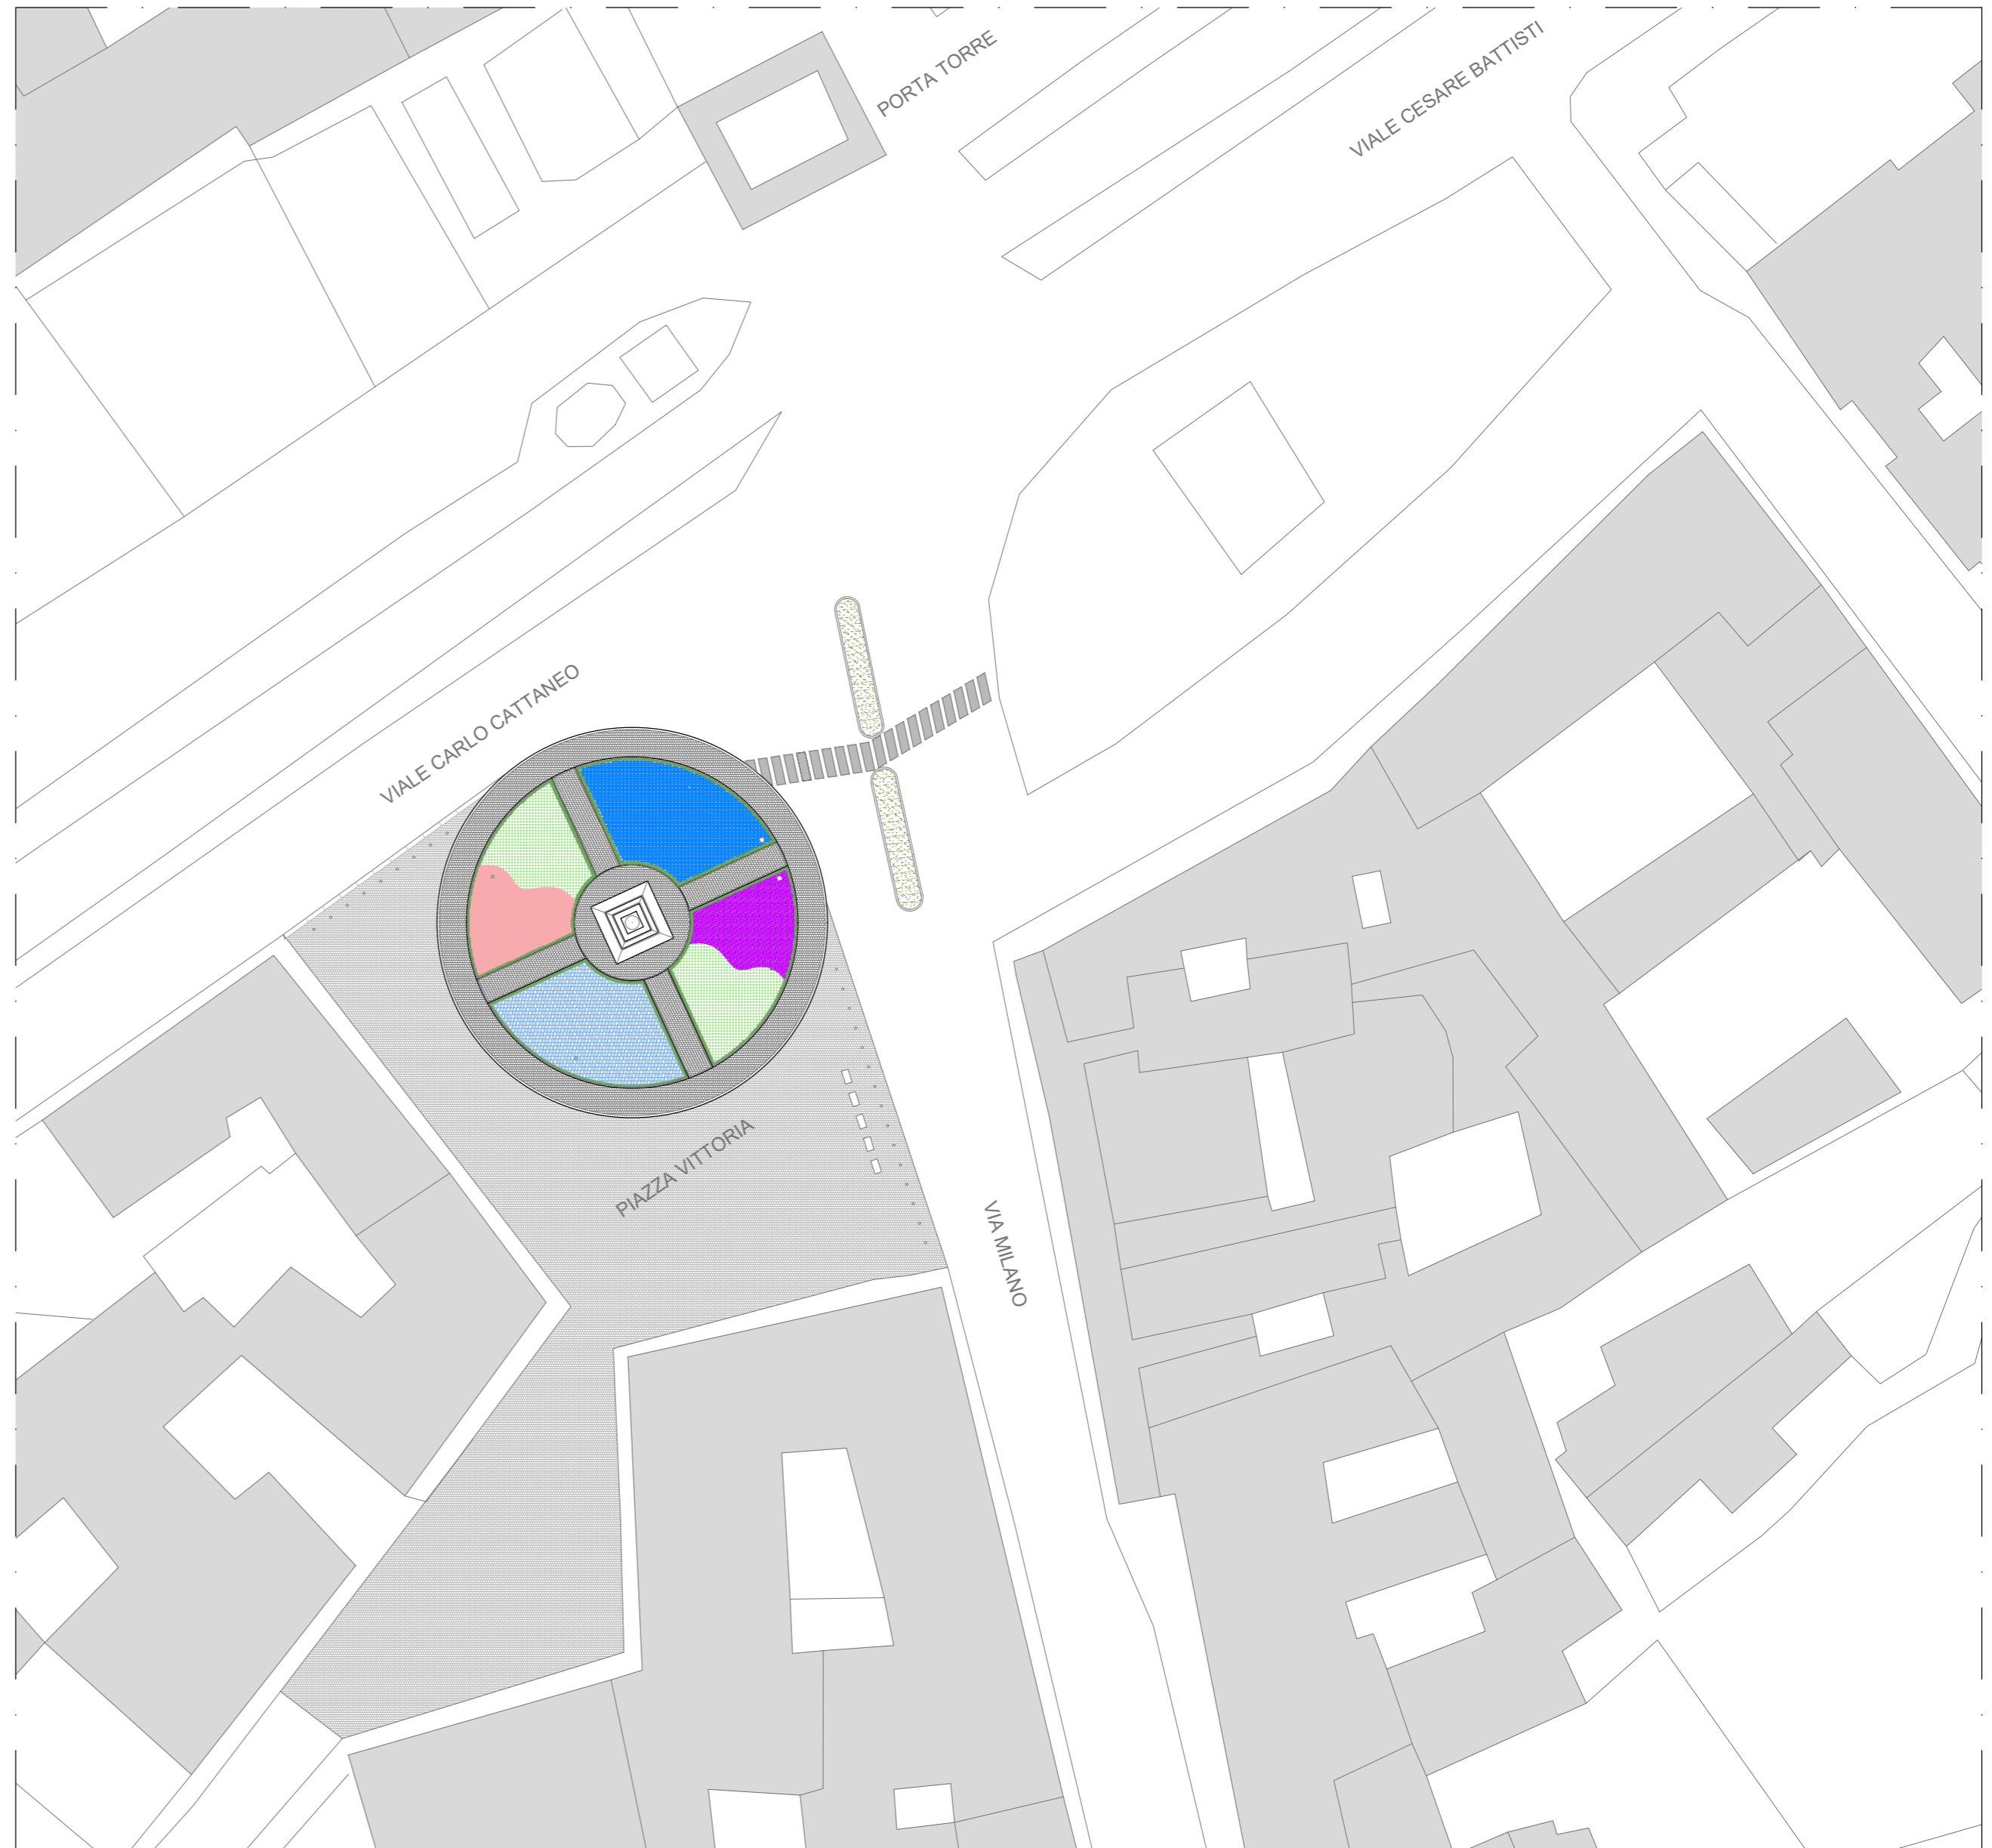 PORTA TORRE
VIALE CESARE BATTISTI
VIALE CARLO CATTANEO
PIAZZA VITTORIA
VIA MILANO